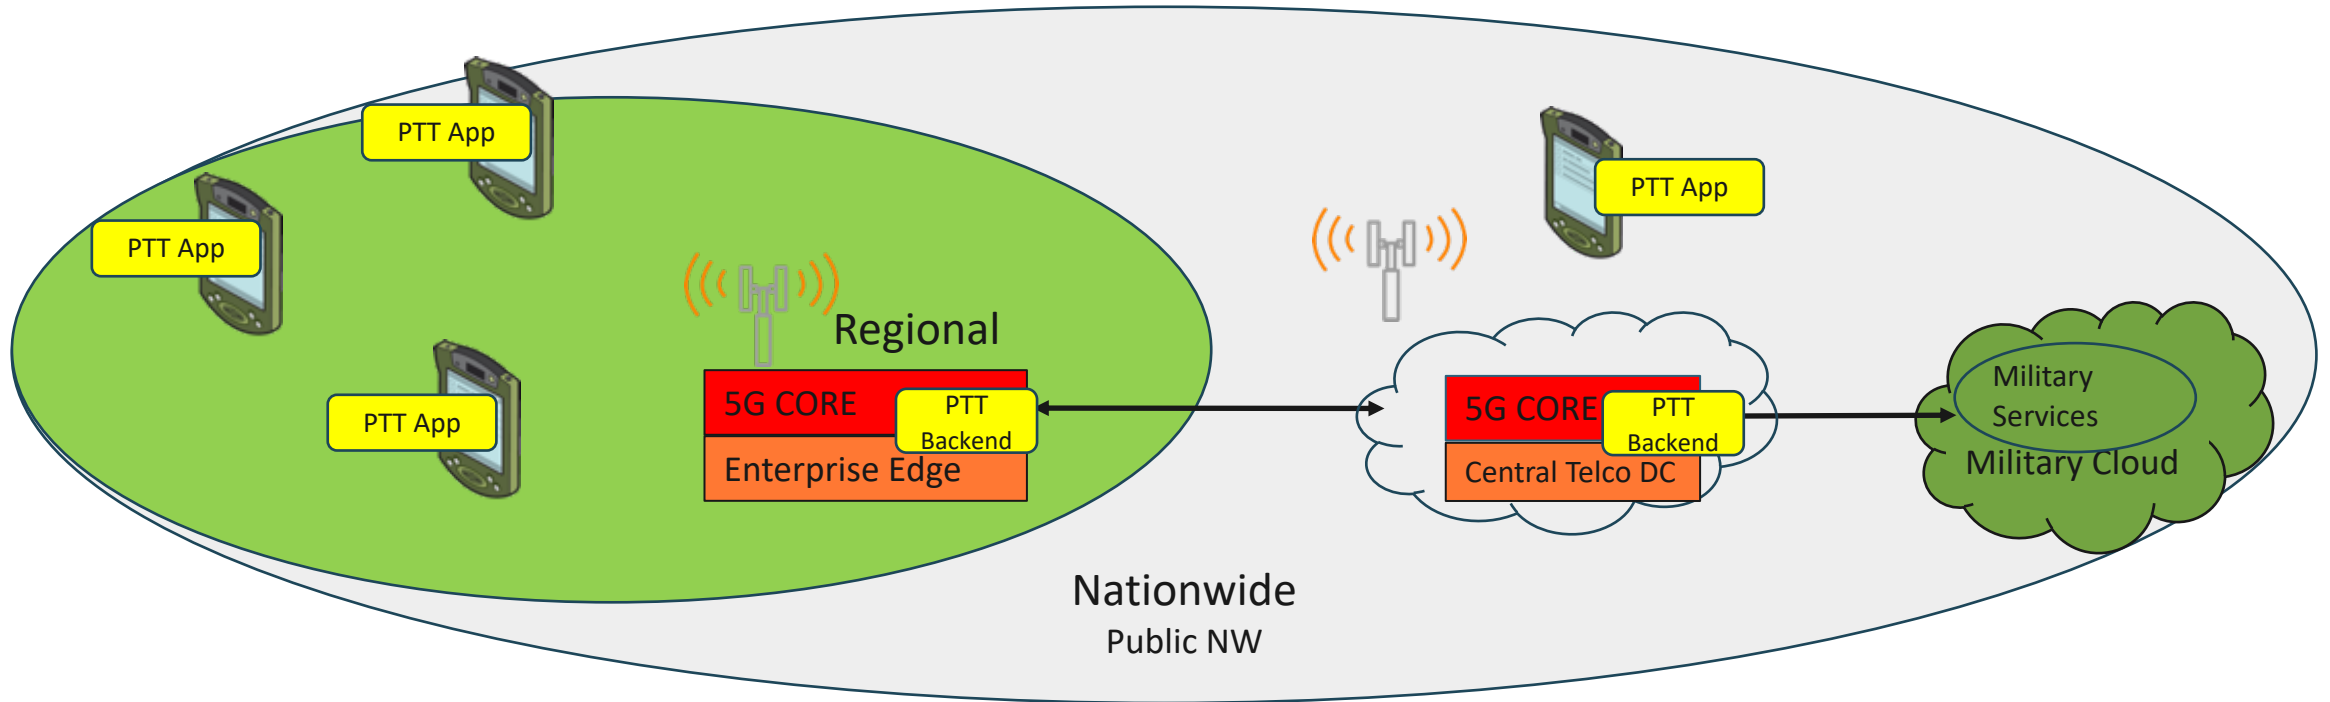 PTT App
PTT App
PTT App
PTT App
Regional
5G CORE
PTT
Backend
Enterprise Edge
5G CORE
PTT
Backend
Central Telco DC
Military
Services
Military Cloud
Nationwide
Public NW